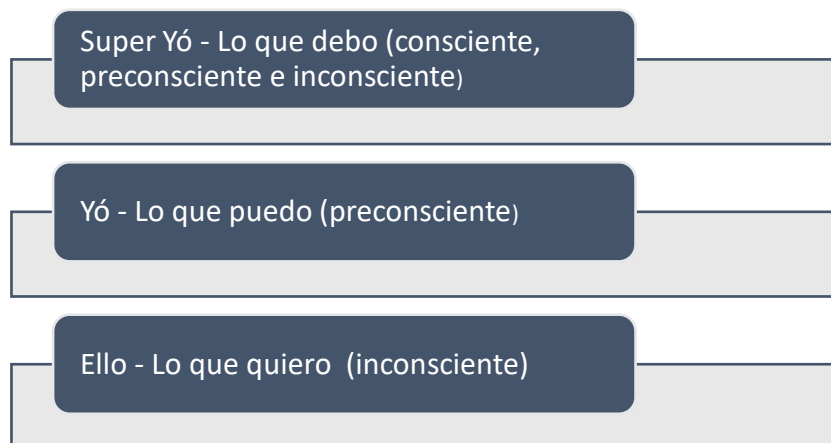 Super Yó - Lo que debo (consciente,
preconsciente e inconsciente)
Yó - Lo que puedo (preconsciente)
Ello - Lo que quiero  (inconsciente)